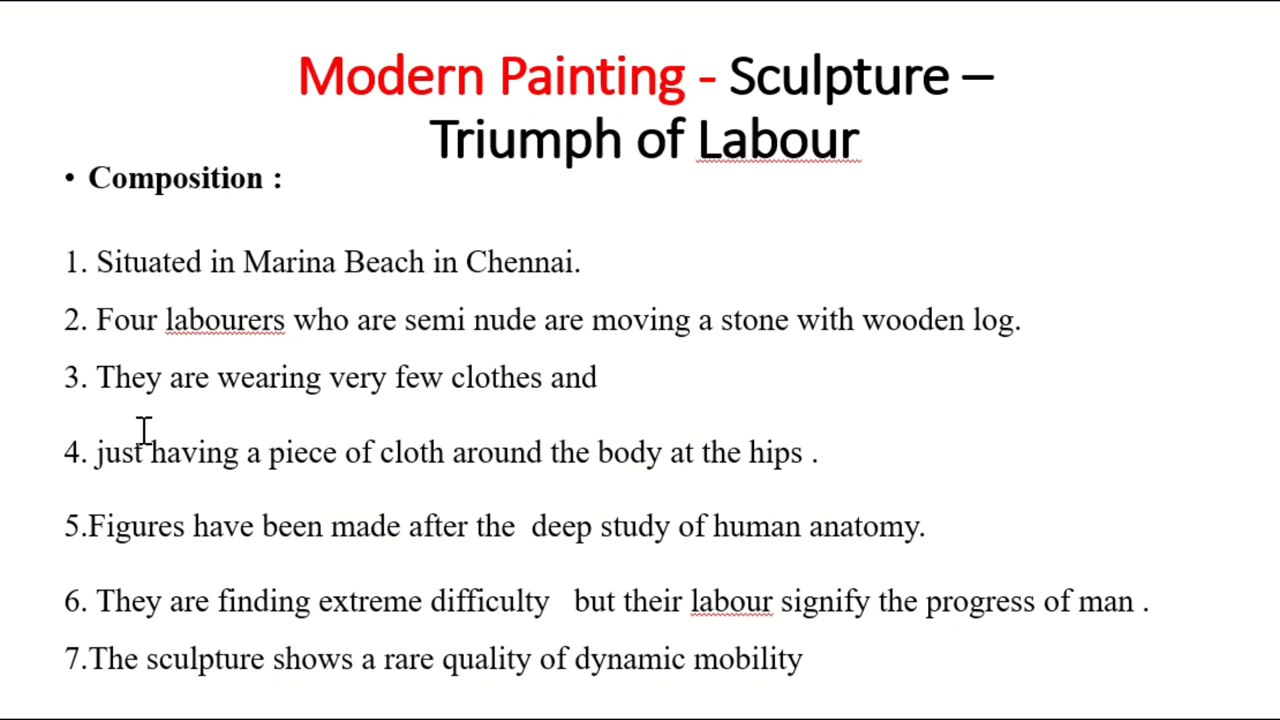 Modern Painting - Sculpture –
Triumph of Labour
• Composition :
1. Situated in Marina Beach in Chennai.
2. Four labourers who are semi nude are moving a stone with wooden log.
3. They are wearing very few clothes and
4. just having a piece of cloth around the body at the hips .
5.Figures have been made after the  deep study of human anatomy.
6. They are finding extreme difficulty   but their labour signify the progress of man .
7.The sculpture shows a rare quality of dynamic mobility